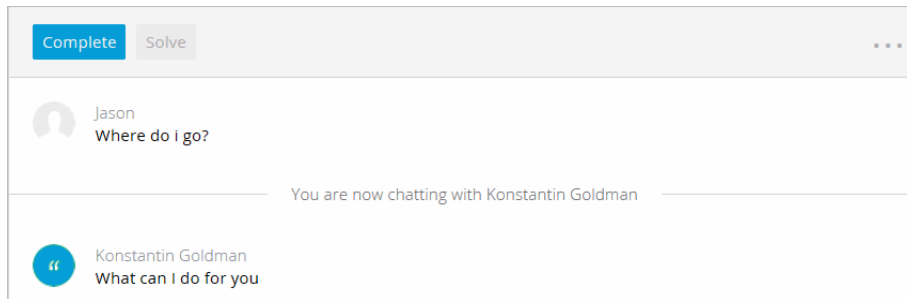 Complete Solve
Jason
Where do i go?
You are now chatting with Konstantin Goldman
Konstantin Goldman
What can I do for you